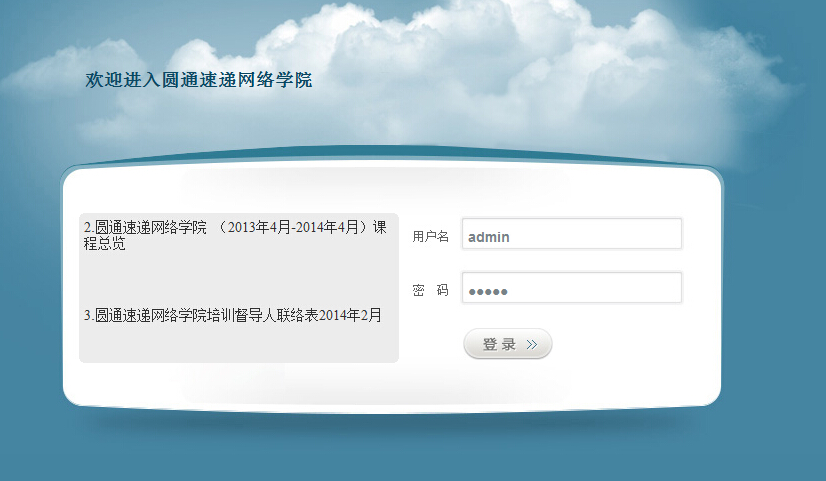 欢迎进入圆通速递网络学院
2.圆通速递网络学院 （2013年4月-2014年4月）课
程总览
3.圆通速递网络学院培训督导人联络表2014年2月
用户名 admin
密 码 ●●●●●
登 录 »